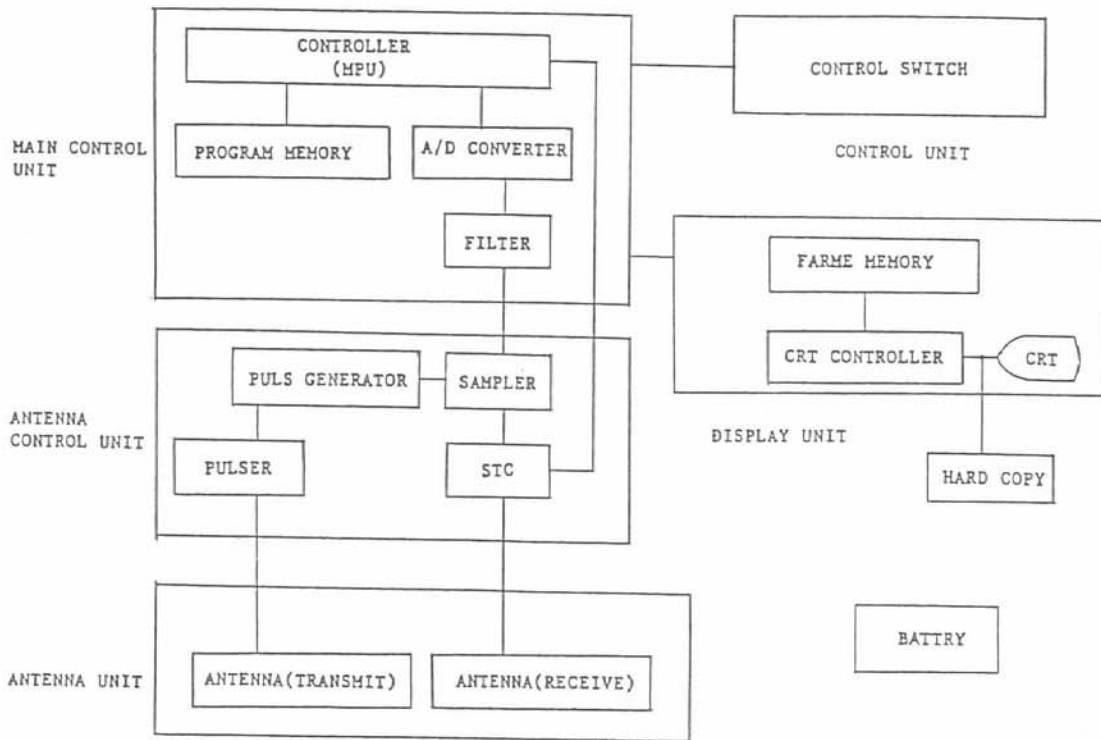 CONTROLLER
(MPU)
CONTROL SWITCH
MAIN CONTROL
UNIT
PROGRAM MEMORY
A/D CONVERTER
CONTROL UNIT
FILTER
FARME MEMORY
CRT CONTROLLER
CRT
PULS GENERATOR
SAMPLER
ANTENNA
CONTROL UNIT
DISPLAY UNIT
PULSER
STC
HARD COPY
BATTRY
ANTENNA UNIT
ANTENNA(TRANSMIT)
ANTENNA(RECEIVE)